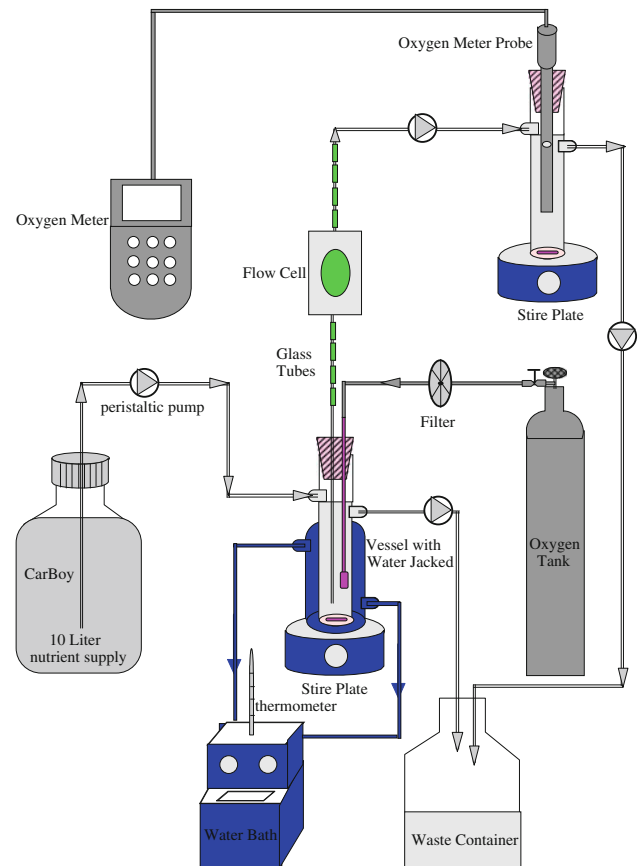 Oxygen Meter Probe
Oxygen Meter
Flow Cell
Stire Plate
Glass
Tubes
peristaltic pump
Filter
CarBoy
Vessel with
Water Jacked
Oxygen
Tank
10 Liter
nutrient supply
Stire Plate
thermometer
Water Bath
Waste Container